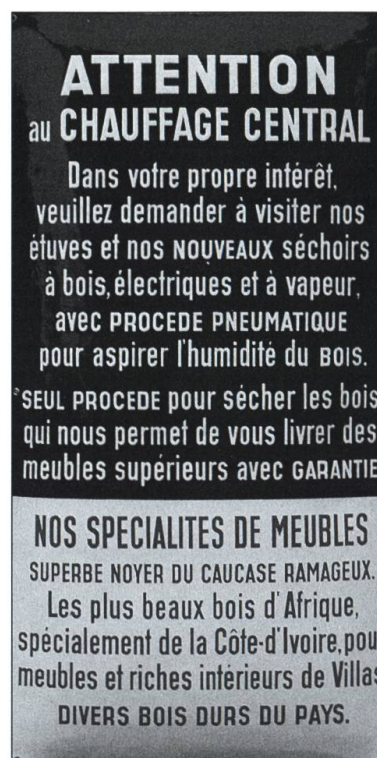 ATTENTION
au CHAUFFAGE CENTRAL
Dans votre propre intérêt,
veuillez demander à visiter nos
étuves et nos NOUVEAUX séchoirs
à bois, électriques et à vapeur,
avec PROCEDE PNEUMATIQUE
pour aspirer l'humidité du BOIS.
SEUL PROCEDE pour sécher les bois
qui nous permet de vous livrer des
meubles supérieurs avec GARANTIE
NOS SPECIALITES DE MEUBLES
SUPERBE NOYER DU CAUCASE RAMAGEUX.
Les plus beaux bois d'Afrique,
spécialement de la Côte-d'Ivoire, pou
meubles et riches intérieurs de Villas
DIVERS BOIS DURS DU PAYS.